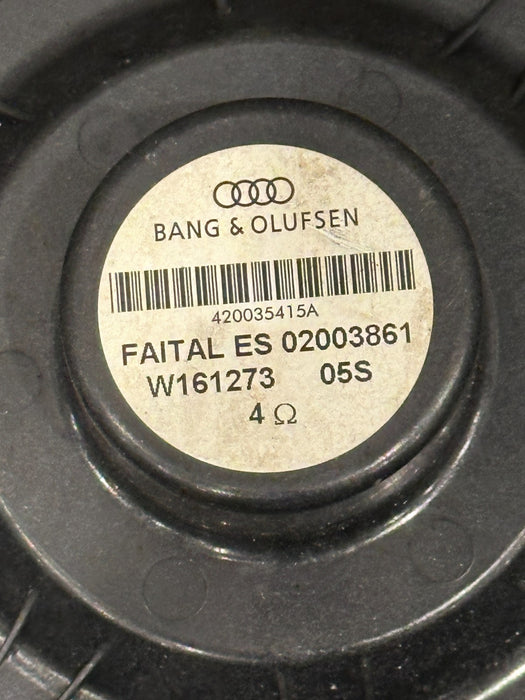 BANG & OLUFSEN
420035415A
FAITAL ES 02003861
W161273 05S
4 Ω